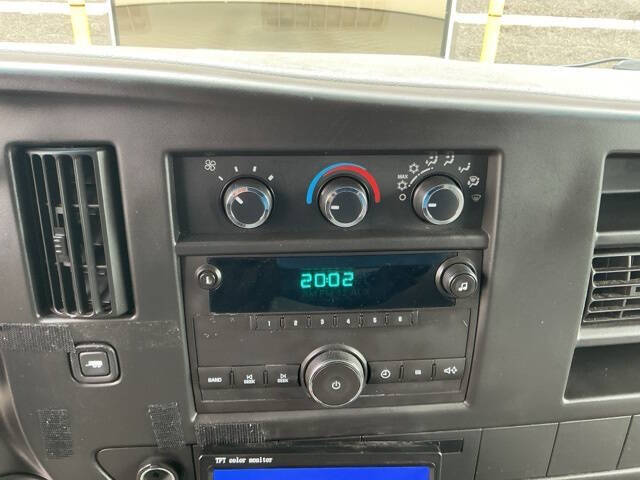 MAX
20:02
1 2 3 4 5 6
BAND SEEK SEEK
TFT color monitor